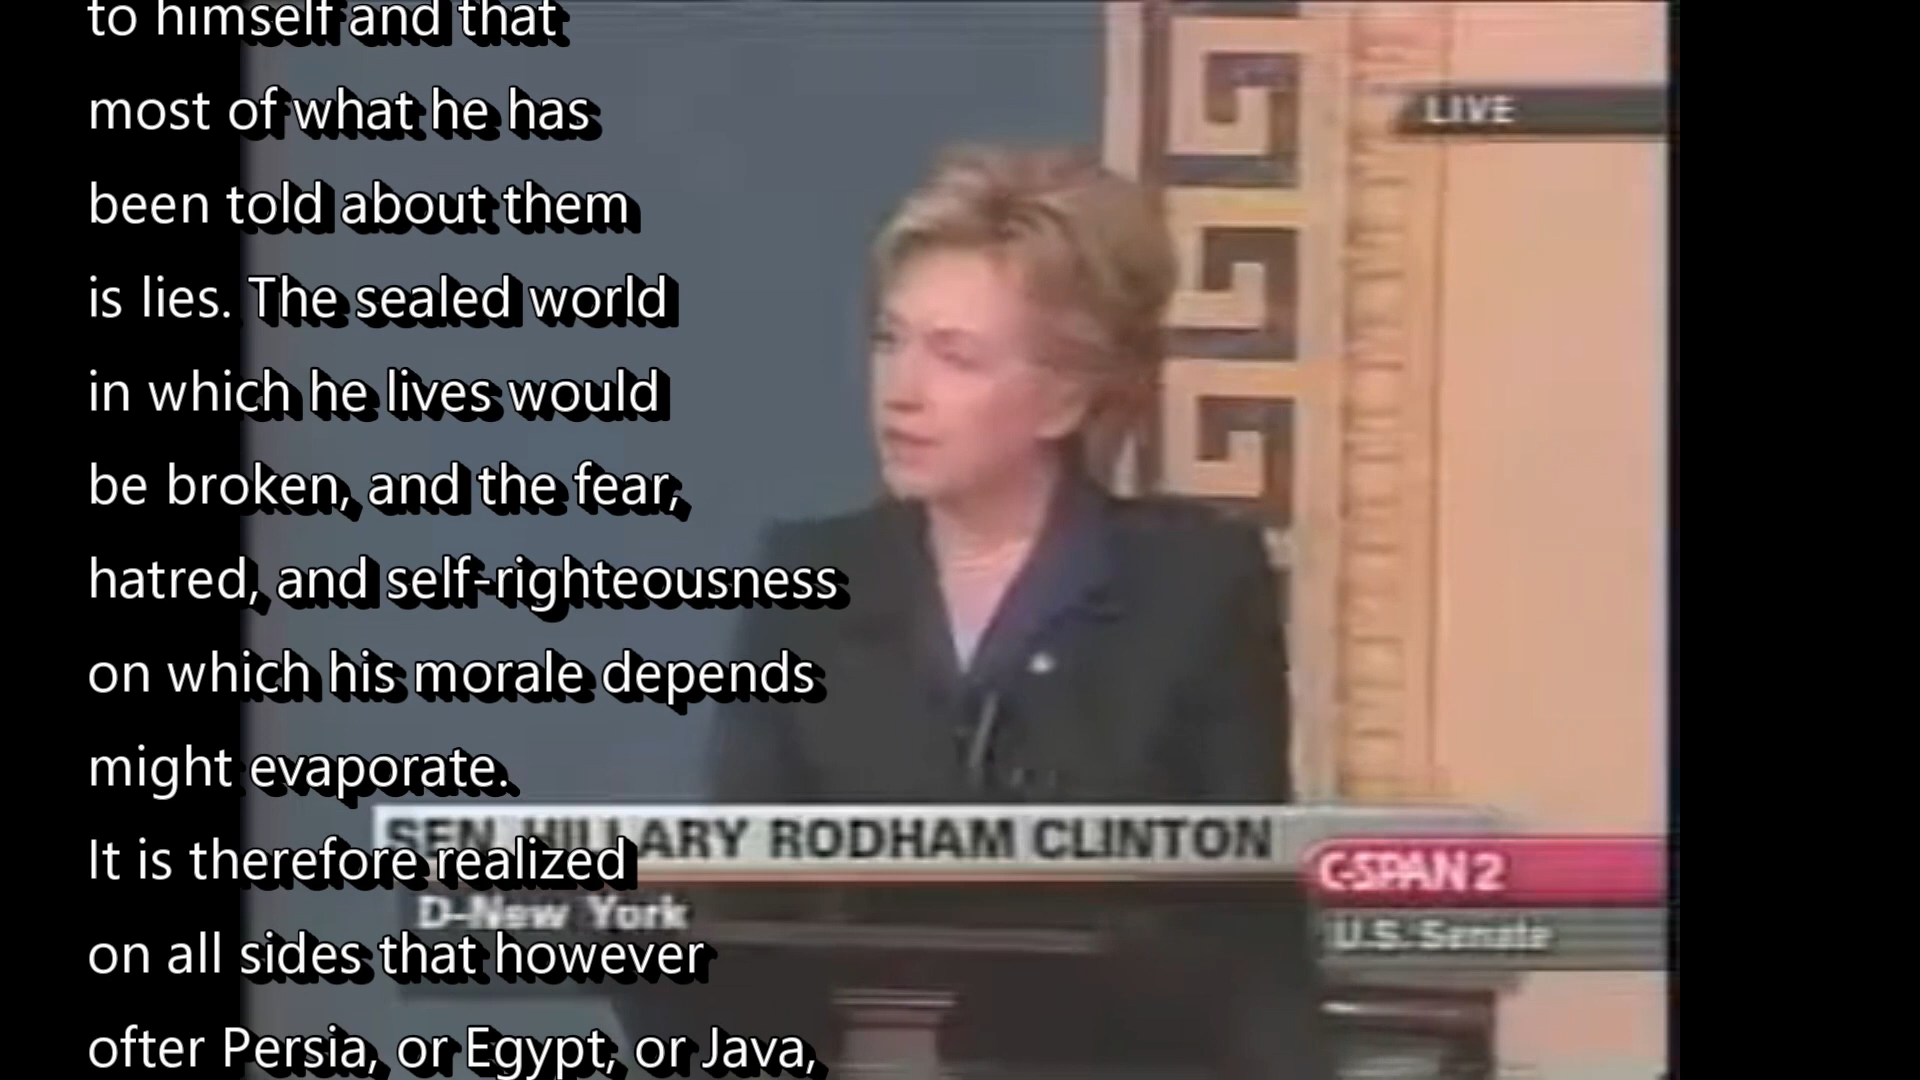 to himself and that
most of what he has
been told about them
is lies. The sealed world
in which he lives would
be broken, and the fear,
hatred, and self-righteousness
on which his morale depends
might evaporate.
It is therefore realized
on all sides that however
ofter Persia, or Egypt, or Java,
LIVE
SEN. HILLARY RODHAM CLINTON
D-New York
C-SPAN 2
U.S. Senate